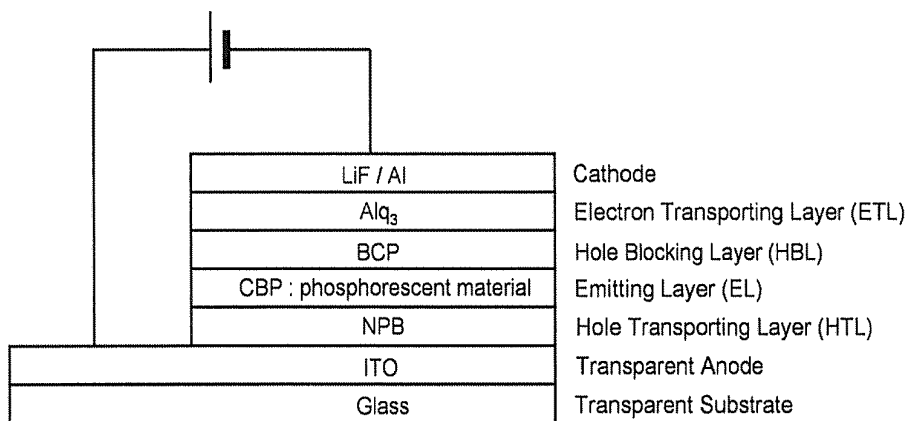 LiF / Al Cathode
Alq₃ Electron Transporting Layer (ETL)
BCP Hole Blocking Layer (HBL)
CBP : phosphorescent material Emitting Layer (EL)
NPB Hole Transporting Layer (HTL)
ITO Transparent Anode
Glass Transparent Substrate